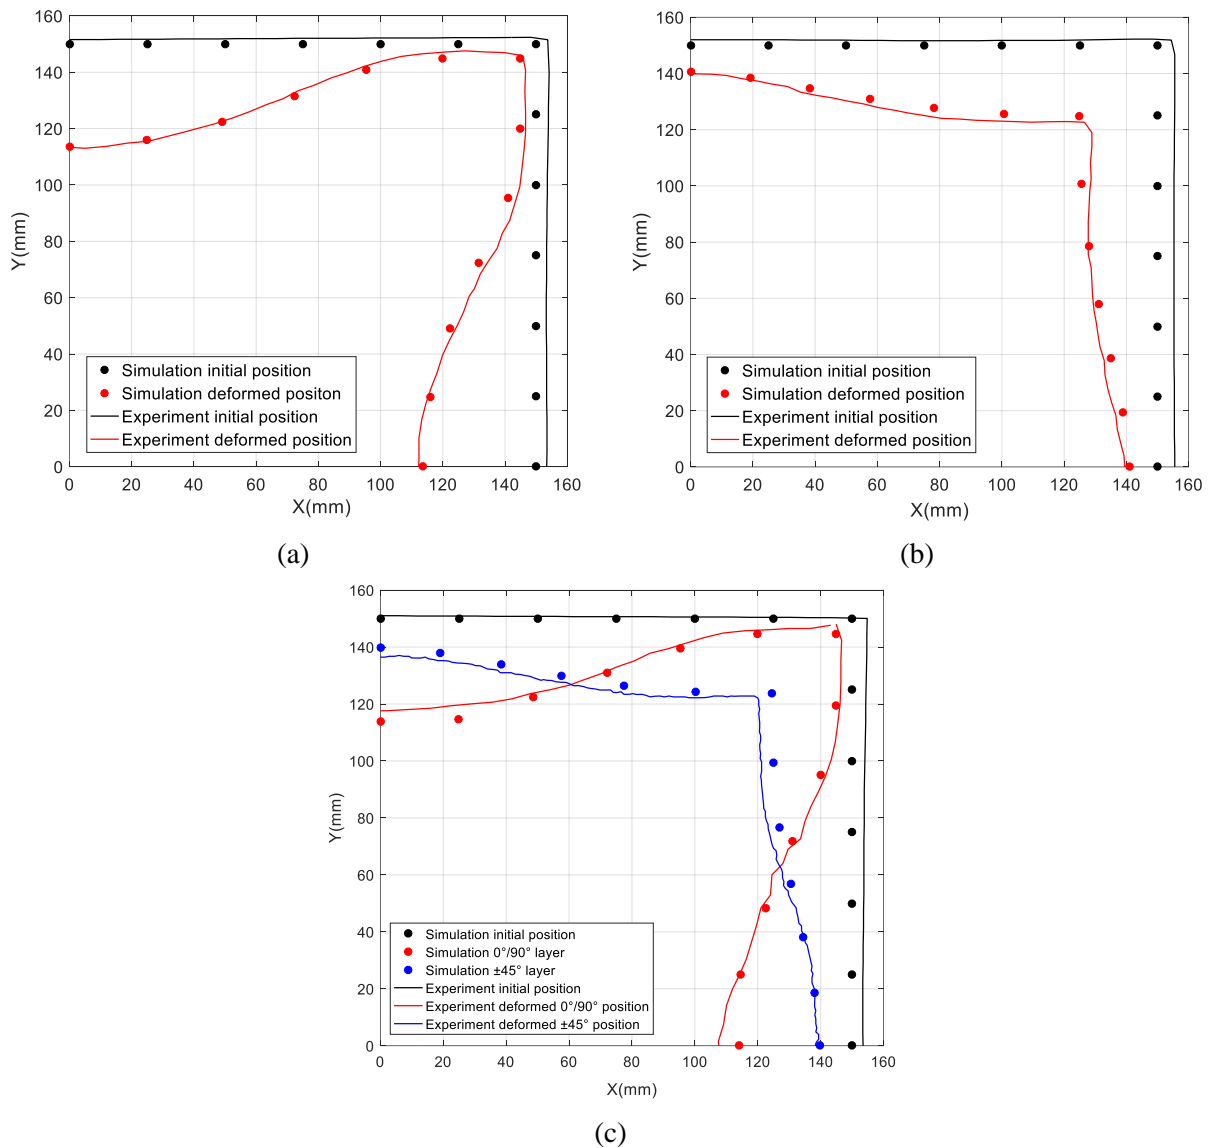 160
140
120
100
80
60
40
20
0
Y(mm)
Simulation initial position
Simulation deformed positon
Experiment initial position
Experiment deformed position
0 20 40 60 80 100 120 140 160
X(mm)
(a)
160
140
120
100
80
60
40
20
0
Y(mm)
Simulation initial position
Simulation deformed position
Experiment initial position
Experiment deformed position
0 20 40 60 80 100 120 140 160
X(mm)
(b)
160
140
120
100
80
60
40
20
0
Y(mm)
Simulation initial position
Simulation 0°/90° layer
Simulation ±45° layer
Experiment initial position
Experiment deformed 0°/90° position
Experiment deformed ±45° position
0 20 40 60 80 100 120 140 160
X(mm)
(c)